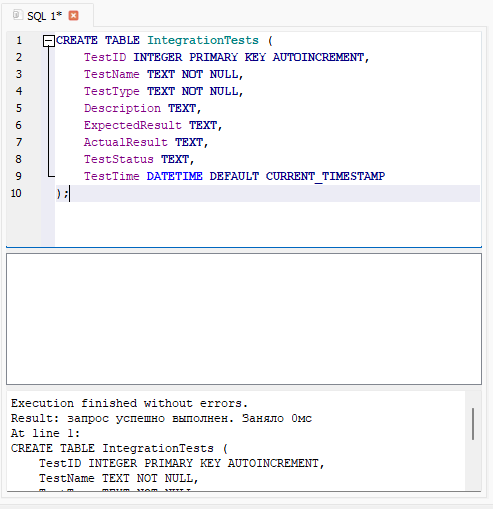 SQL 1*
1 CREATE TABLE IntegrationTests (
2 TestID INTEGER PRIMARY KEY AUTOINCREMENT,
3 TestName TEXT NOT NULL,
4 TestType TEXT NOT NULL,
5 Description TEXT,
6 ExpectedResult TEXT,
7 ActualResult TEXT,
8 TestStatus TEXT,
9 TestTime DATETIME DEFAULT CURRENT_TIMESTAMP
10 );
Execution finished without errors.
Result: запрос успешно выполнен. Заняло 0мс
At line 1:
CREATE TABLE IntegrationTests (
TestID INTEGER PRIMARY KEY AUTOINCREMENT,
TestName TEXT NOT NULL,